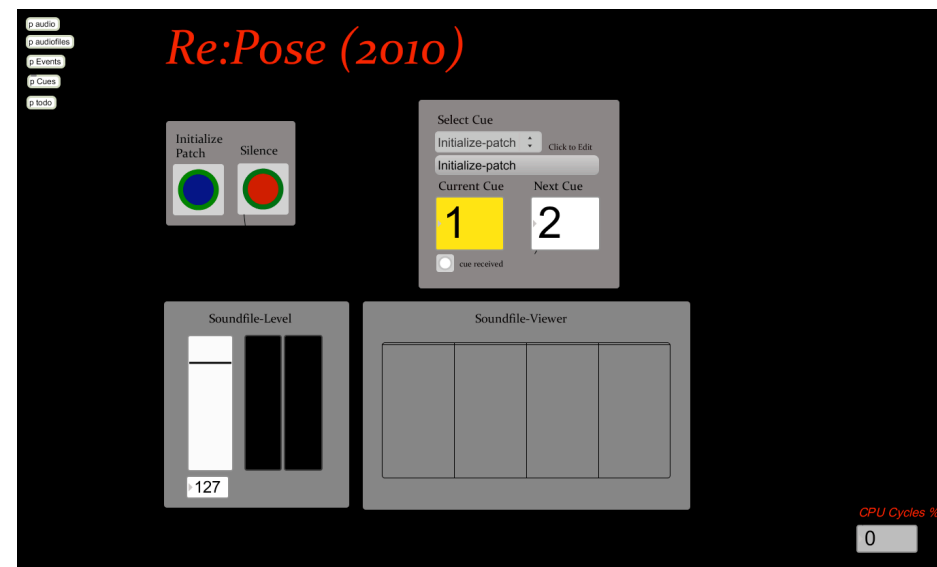 p audio
p audiofiles
p Events
p Cues
p todo
Re:Pose (2010)
Initialize
Patch
Silence
Select Cue
Initialize-patch
Click to Edit
Initialize-patch
Current Cue
Next Cue
1
2
cue received
Soundfile-Level
127
Soundfile-Viewer
CPU Cycles %
0